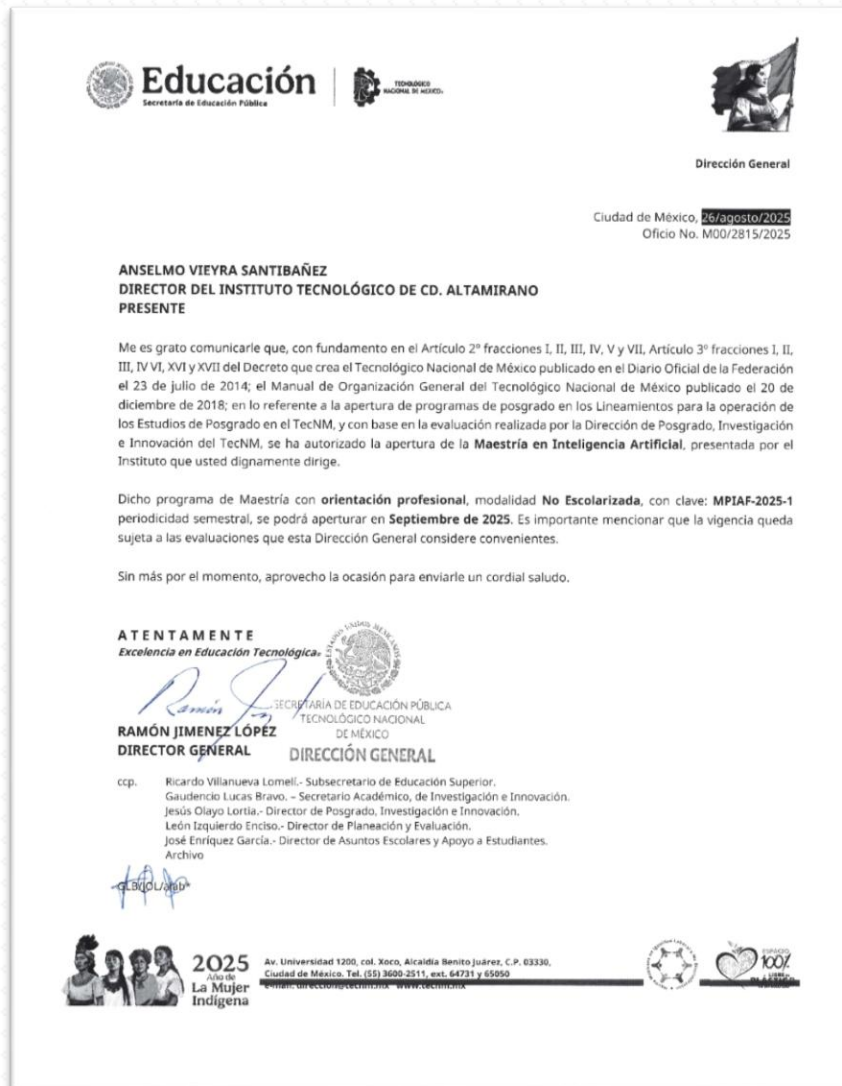 Educación
Secretaría de Educación Pública
TECNOLÓGICO
NACIONAL DE MÉXICO®
Dirección General
Ciudad de México, 26/agosto/2025
Oficio No. M00/2815/2025
ANSELMO VIEYRA SANTIBAÑEZ
DIRECTOR DEL INSTITUTO TECNOLÓGICO DE CD. ALTAMIRANO
PRESENTE
Me es grato comunicarle que, con fundamento en el Artículo 2º fracciones I, II, III, IV, V y VII, Artículo 3º fracciones I, II,
III, IV VI, XVI y XVII del Decreto que crea el Tecnológico Nacional de México publicado en el Diario Oficial de la Federación
el 23 de julio de 2014; el Manual de Organización General del Tecnológico Nacional de México publicado el 20 de
diciembre de 2018; en lo referente a la apertura de programas de posgrado en los Lineamientos para la operación de
los Estudios de Posgrado en el TecNM, y con base en la evaluación realizada por la Dirección de Posgrado, Investigación
e Innovación del TecNM, se ha autorizado la apertura de la Maestría en Inteligencia Artificial, presentada por el
Instituto que usted dignamente dirige.
Dicho programa de Maestría con orientación profesional, modalidad No Escolarizada, con clave: MPIAF-2025-1
periodicidad semestral, se podrá aperturar en Septiembre de 2025. Es importante mencionar que la vigencia queda
sujeta a las evaluaciones que esta Dirección General considere convenientes.
Sin más por el momento, aprovecho la ocasión para enviarle un cordial saludo.
ATENTAMENTE
Excelencia en Educación Tecnológica®
ESTADOS UNIDOS MEXICANOS
Ramón
SECRETARÍA DE EDUCACIÓN PÚBLICA
TECNOLÓGICO NACIONAL
DE MÉXICO
DIRECCIÓN GENERAL
RAMÓN JIMENEZ LÓPEZ
DIRECTOR GENERAL
ccp. Ricardo Villanueva Lomelí.- Subsecretario de Educación Superior.
Gaudencio Lucas Bravo. – Secretario Académico, de Investigación e Innovación.
Jesús Olayo Lortia.- Director de Posgrado, Investigación e Innovación.
León Izquierdo Enciso.- Director de Planeación y Evaluación.
José Enríquez García.- Director de Asuntos Escolares y Apoyo a Estudiantes.
Archivo
2025
Año de
La Mujer
Indígena
Av. Universidad 1200, col. Xoco, Alcaldía Benito Juárez, C.P. 03330,
Ciudad de México. Tel. (55) 3600-2511, ext. 64731 y 65050
e-mail: direccion@tecnm.mx www.tecnm.mx
ESPACIO
100%